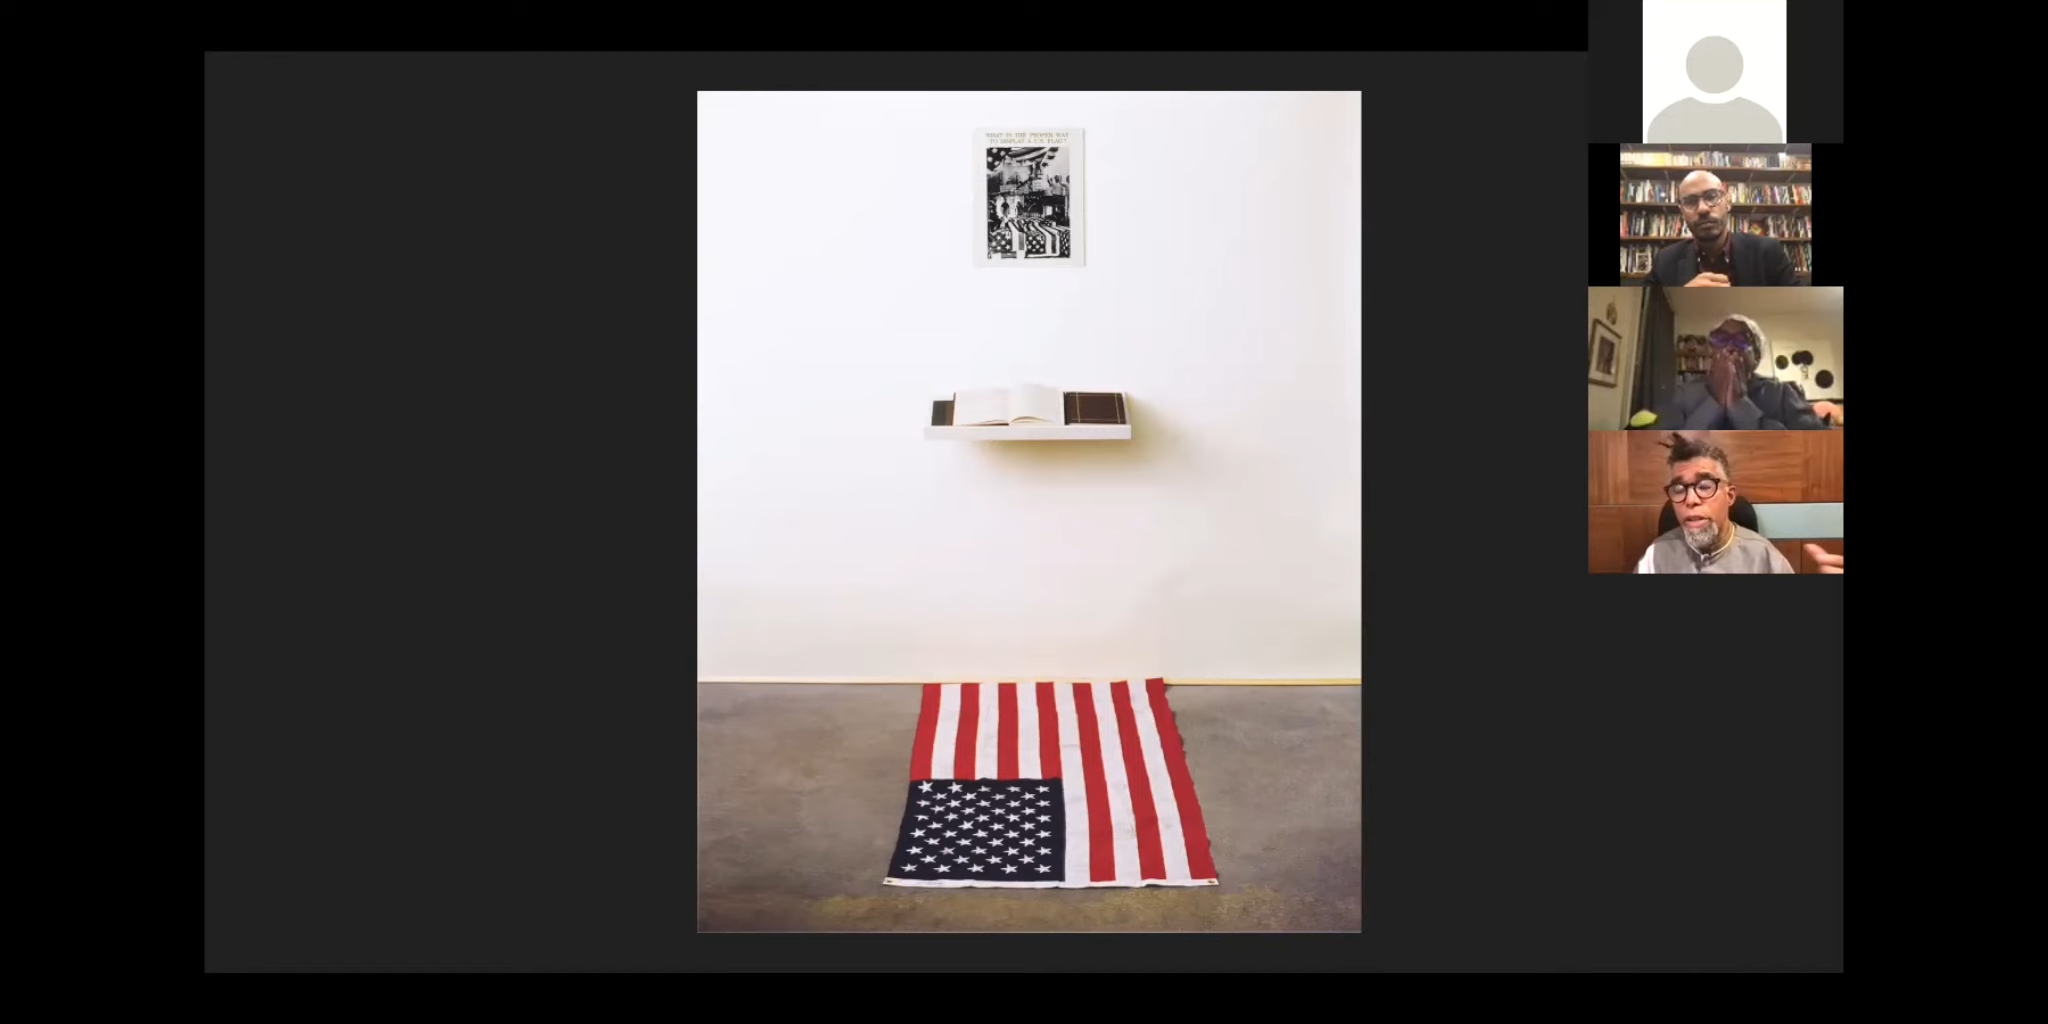 WHAT IS THE PROPER WAY
TO DISPLAY A U.S. FLAG?